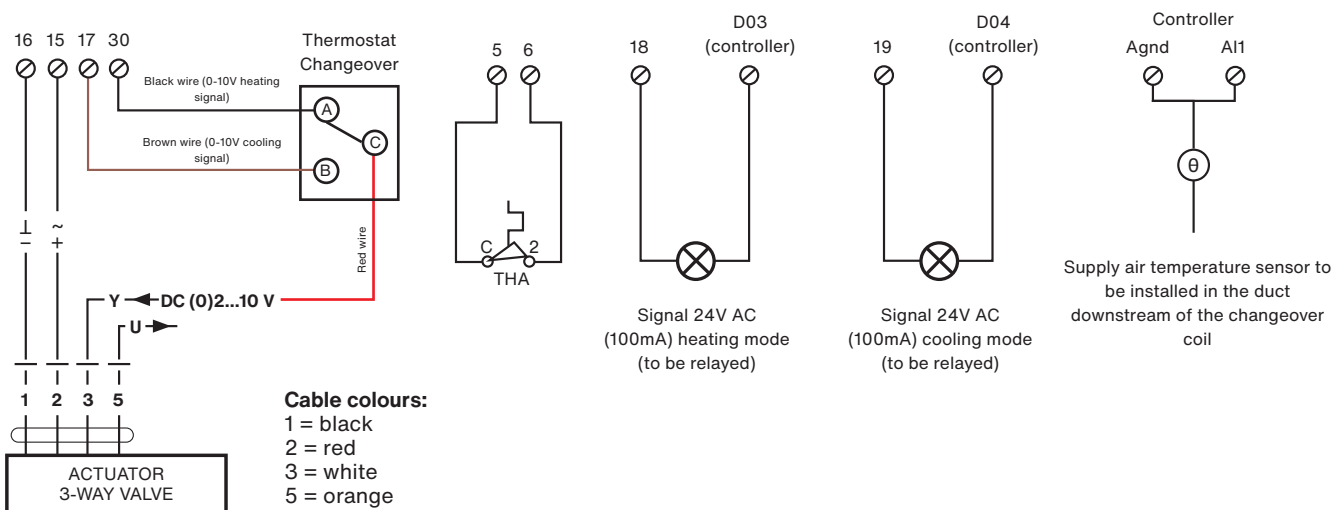 16 15 17 30
Thermostat
Changeover
Black wire (0-10V heating
signal)
Brown wire (0-10V cooling
signal)
A
C
B
Red wire
⊥ ~
− +
Y DC (0)2...10 V
U
1 2 3 5
ACTUATOR
3-WAY VALVE
Cable colours:
1 = black
2 = red
3 = white
5 = orange
5 6
C 2
THA
D03
(controller)
18
Signal 24V AC
(100mA) heating mode
(to be relayed)
D04
(controller)
19
Signal 24V AC
(100mA) cooling mode
(to be relayed)
Controller
Agnd AI1
θ
Supply air temperature sensor to
be installed in the duct
downstream of the changeover
coil